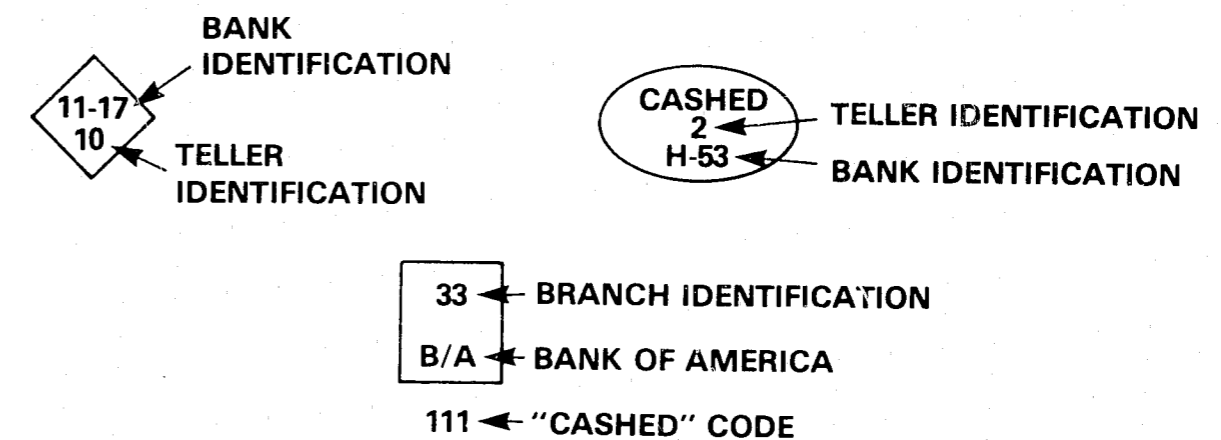 BANK
IDENTIFICATION
11-17
10
TELLER
IDENTIFICATION
CASHED
2
H-53
TELLER IDENTIFICATION
BANK IDENTIFICATION
33
BRANCH IDENTIFICATION
B/A
BANK OF AMERICA
111
"CASHED" CODE